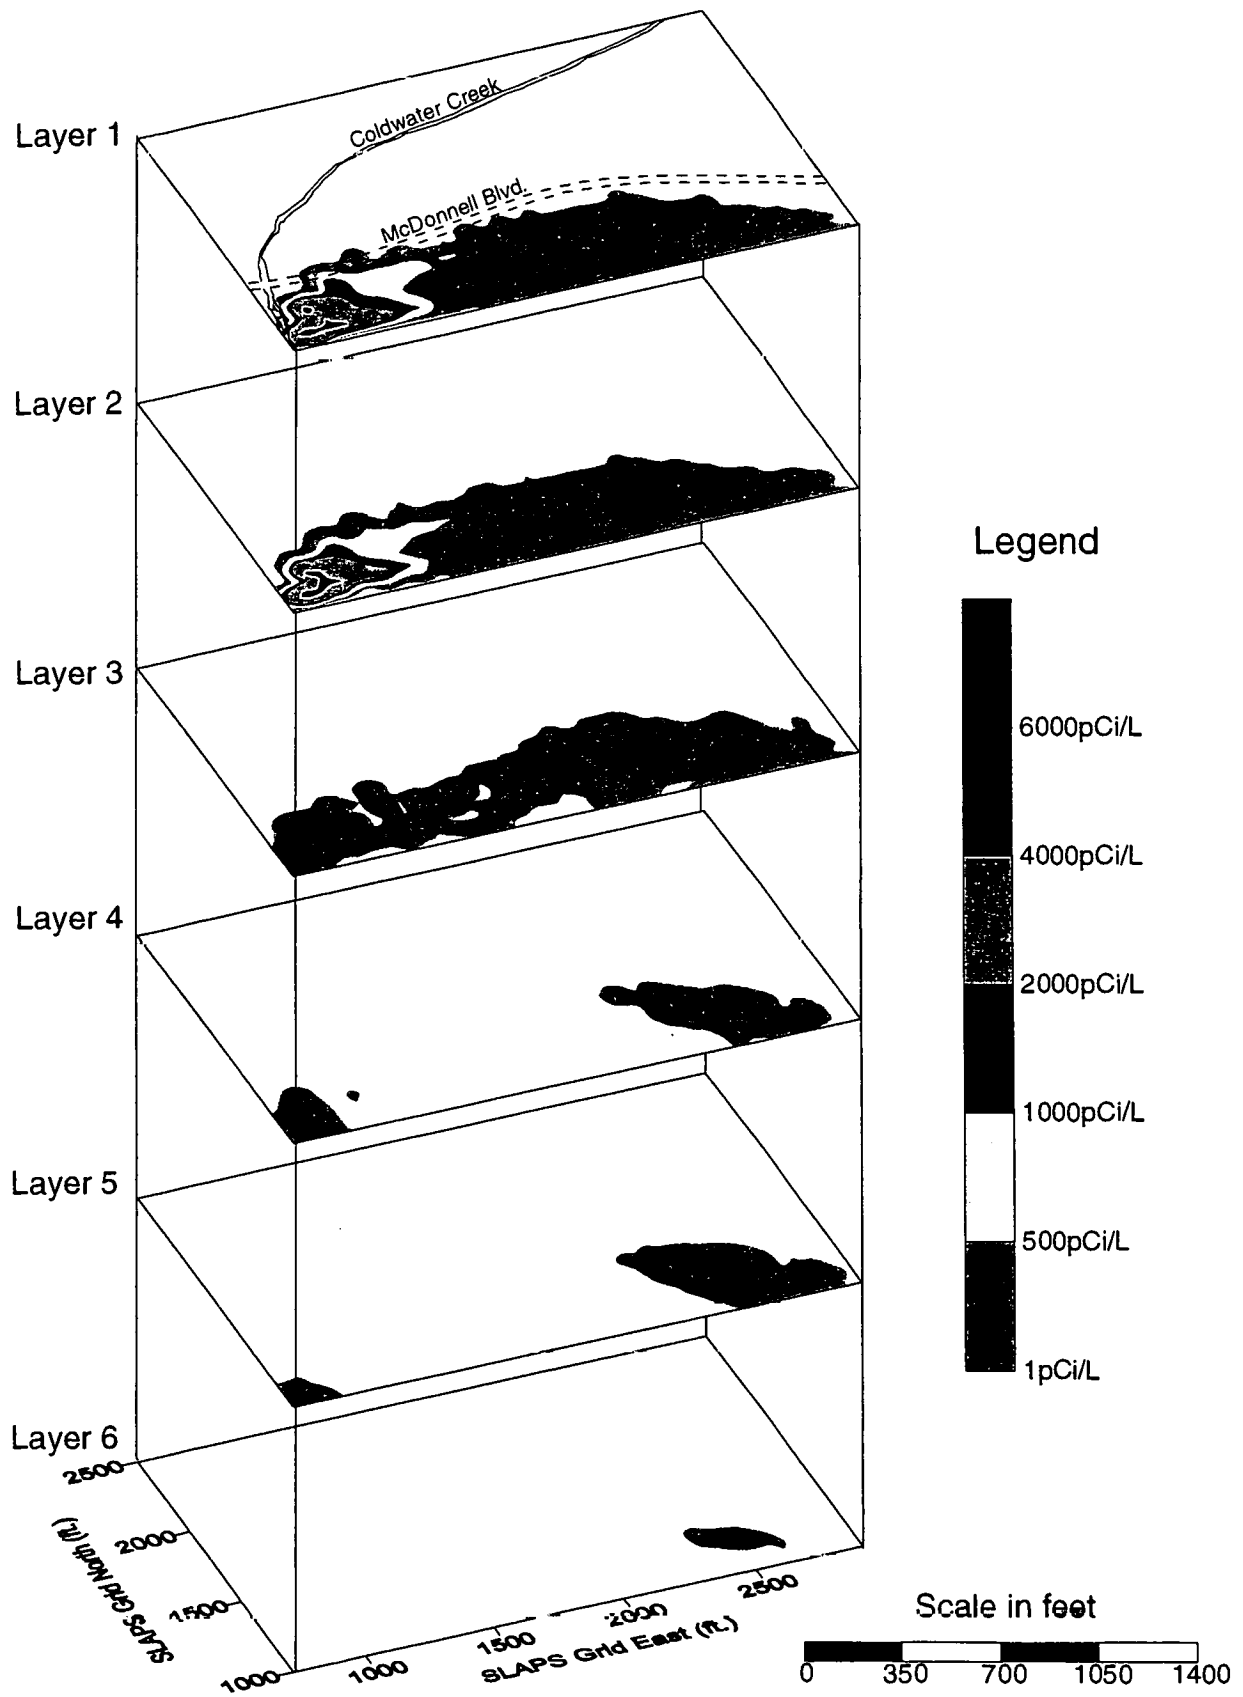 Layer 1
Coldwater Creek
McDonnell Blvd.
Layer 2
Layer 3
Layer 4
Layer 5
Layer 6
Legend
6000pCi/L
4000pCi/L
2000pCi/L
1000pCi/L
500pCi/L
1pCi/L
2500
2000
1500
1000
SLAPS Grid North (ft.)
1000
1500
2000
2500
SLAPS Grid East (ft.)
Scale in feet
0 350 700 1050 1400